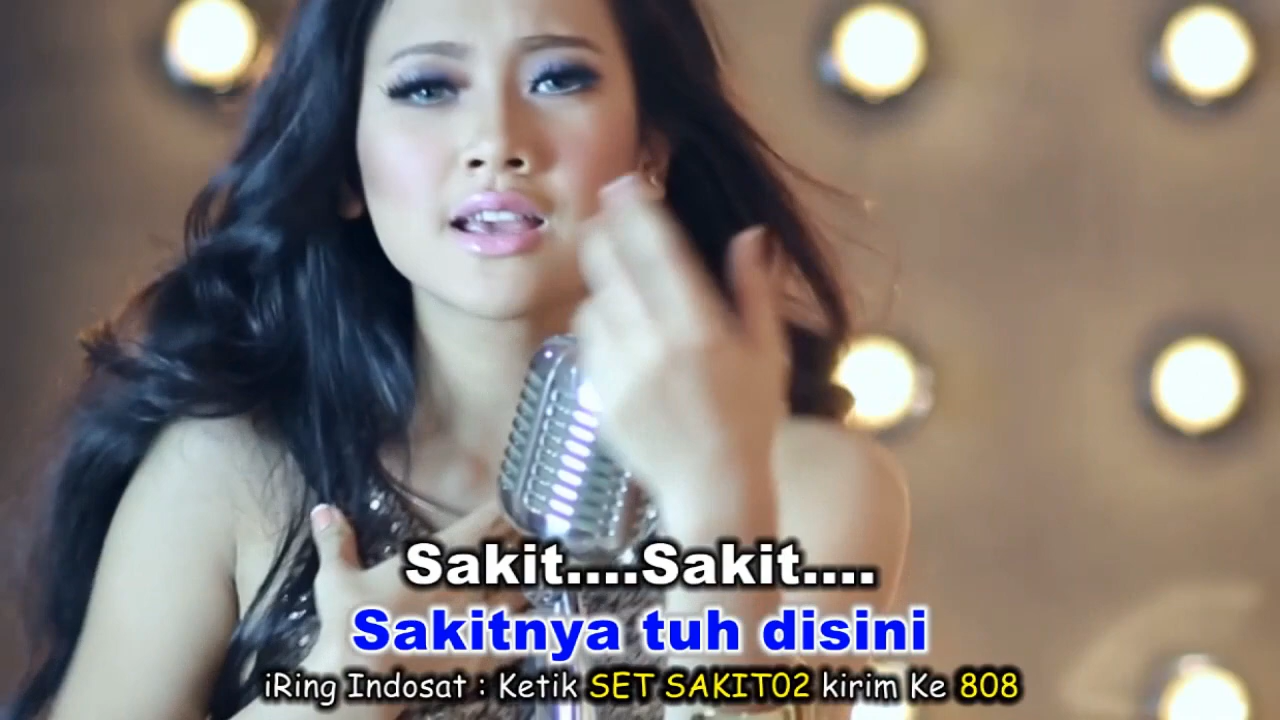 Sakit....Sakit....
Sakitnya tuh disini
iRing Indosat : Ketik SET SAKIT02 kirim Ke 808